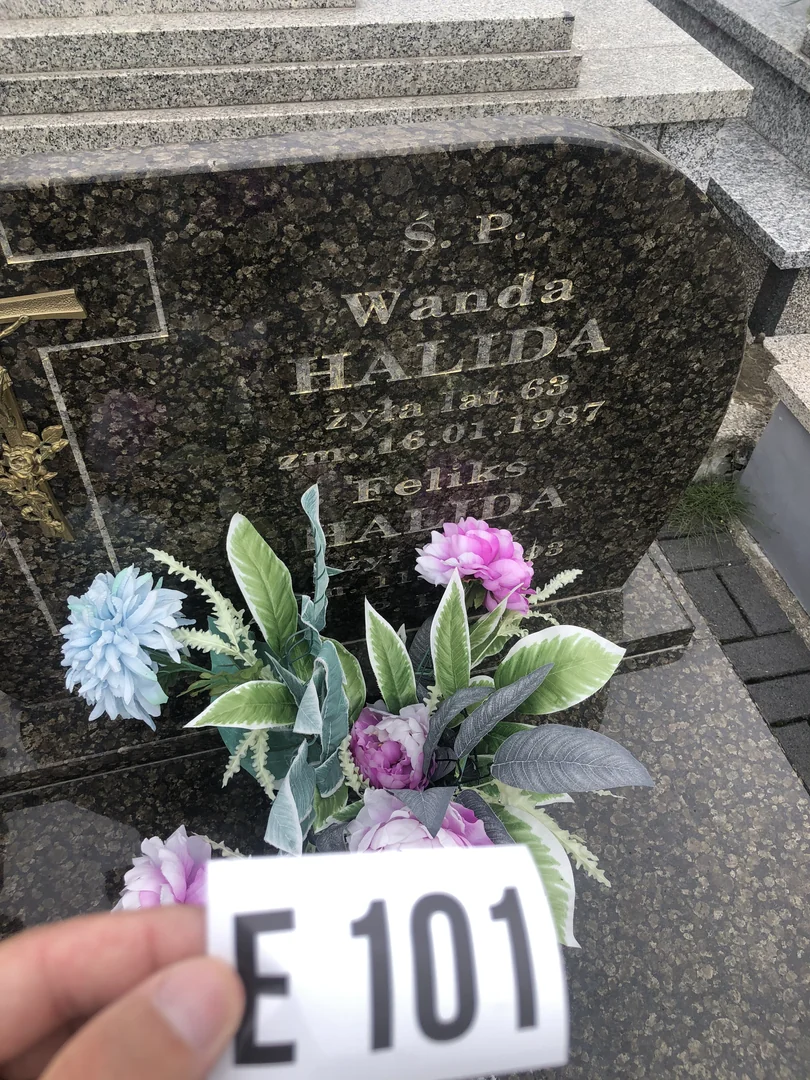 Ś. P.
Wanda
HALIDA
żyła lat 63
zm. 16.01.1987
Feliks
HALIDA
E 101